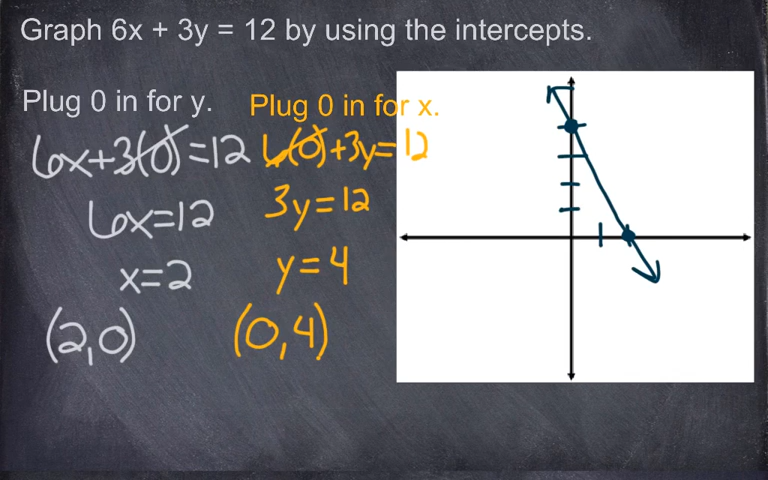 Graph 6x + 3y = 12 by using the intercepts.
Plug 0 in for y.
6x+3(0)=12
6x=12
x=2
(2,0)
Plug 0 in for x.
6(0)+3y=12
3y=12
y=4
(0,4)